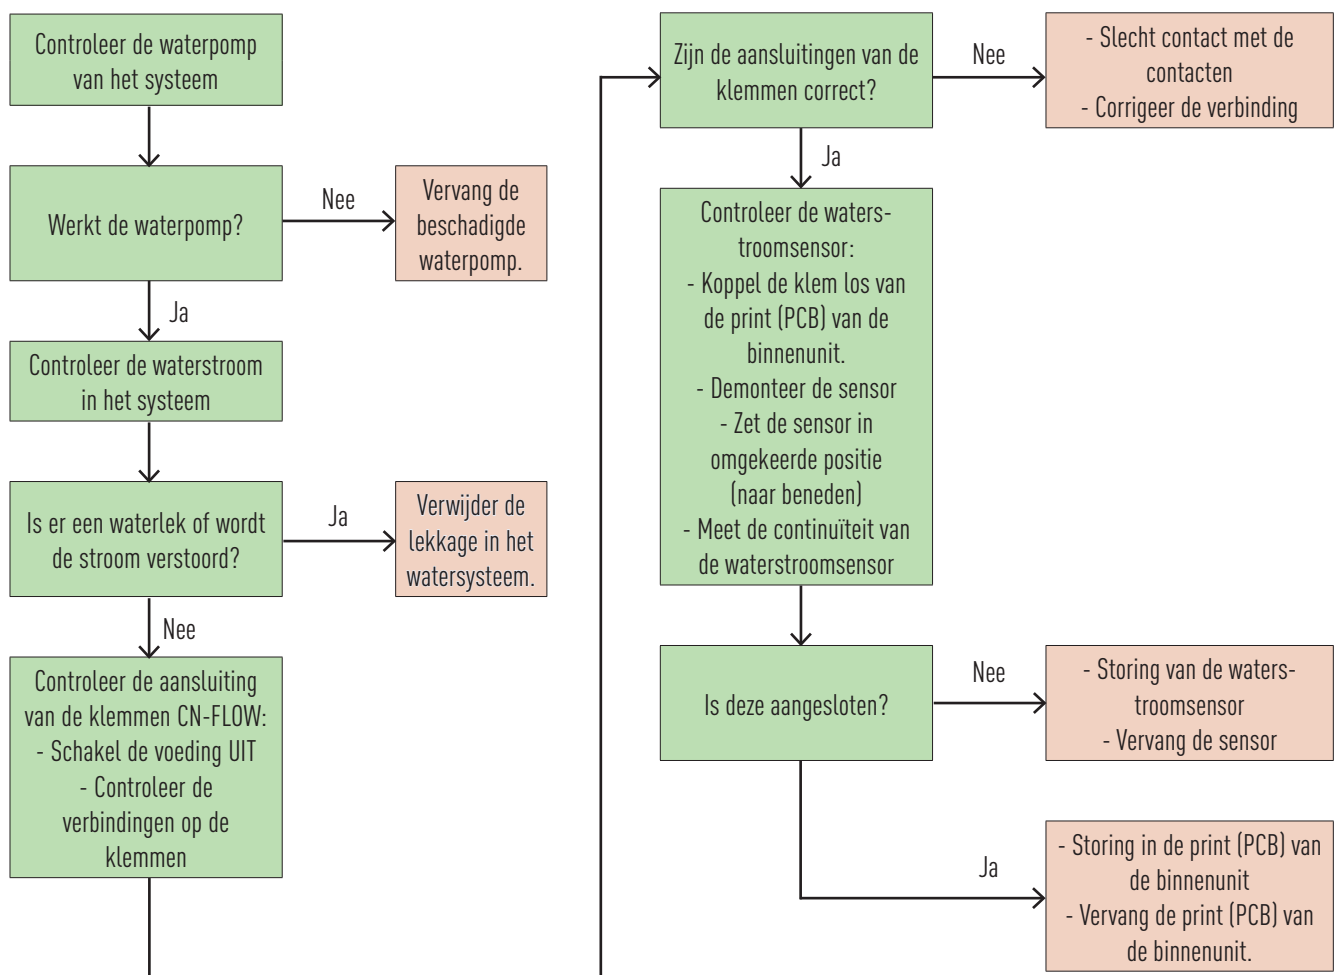 Controleer de waterpomp
van het systeem
Werkt de waterpomp?
Nee
Vervang de
beschadigde
waterpomp.
Ja
Controleer de waterstroom
in het systeem
Is er een waterlek of wordt
de stroom verstoord?
Ja
Verwijder de
lekkage in het
watersysteem.
Nee
Controleer de aansluiting
van de klemmen CN-FLOW:
- Schakel de voeding UIT
- Controleer de
verbindingen op de
klemmen
Zijn de aansluitingen van de
klemmen correct?
Nee
- Slecht contact met de
contacten
- Corrigeer de verbinding
Ja
Controleer de waters-
troomsensor:
- Koppel de klem los van
de print (PCB) van de
binnenunit.
- Demonteer de sensor
- Zet de sensor in
omgekeerde positie
(naar beneden)
- Meet de continuïteit van
de waterstroomsensor
Is deze aangesloten?
Nee
- Storing van de waters-
troomsensor
- Vervang de sensor
Ja
- Storing in de print (PCB) van
de binnenunit
- Vervang de print (PCB) van
de binnenunit.